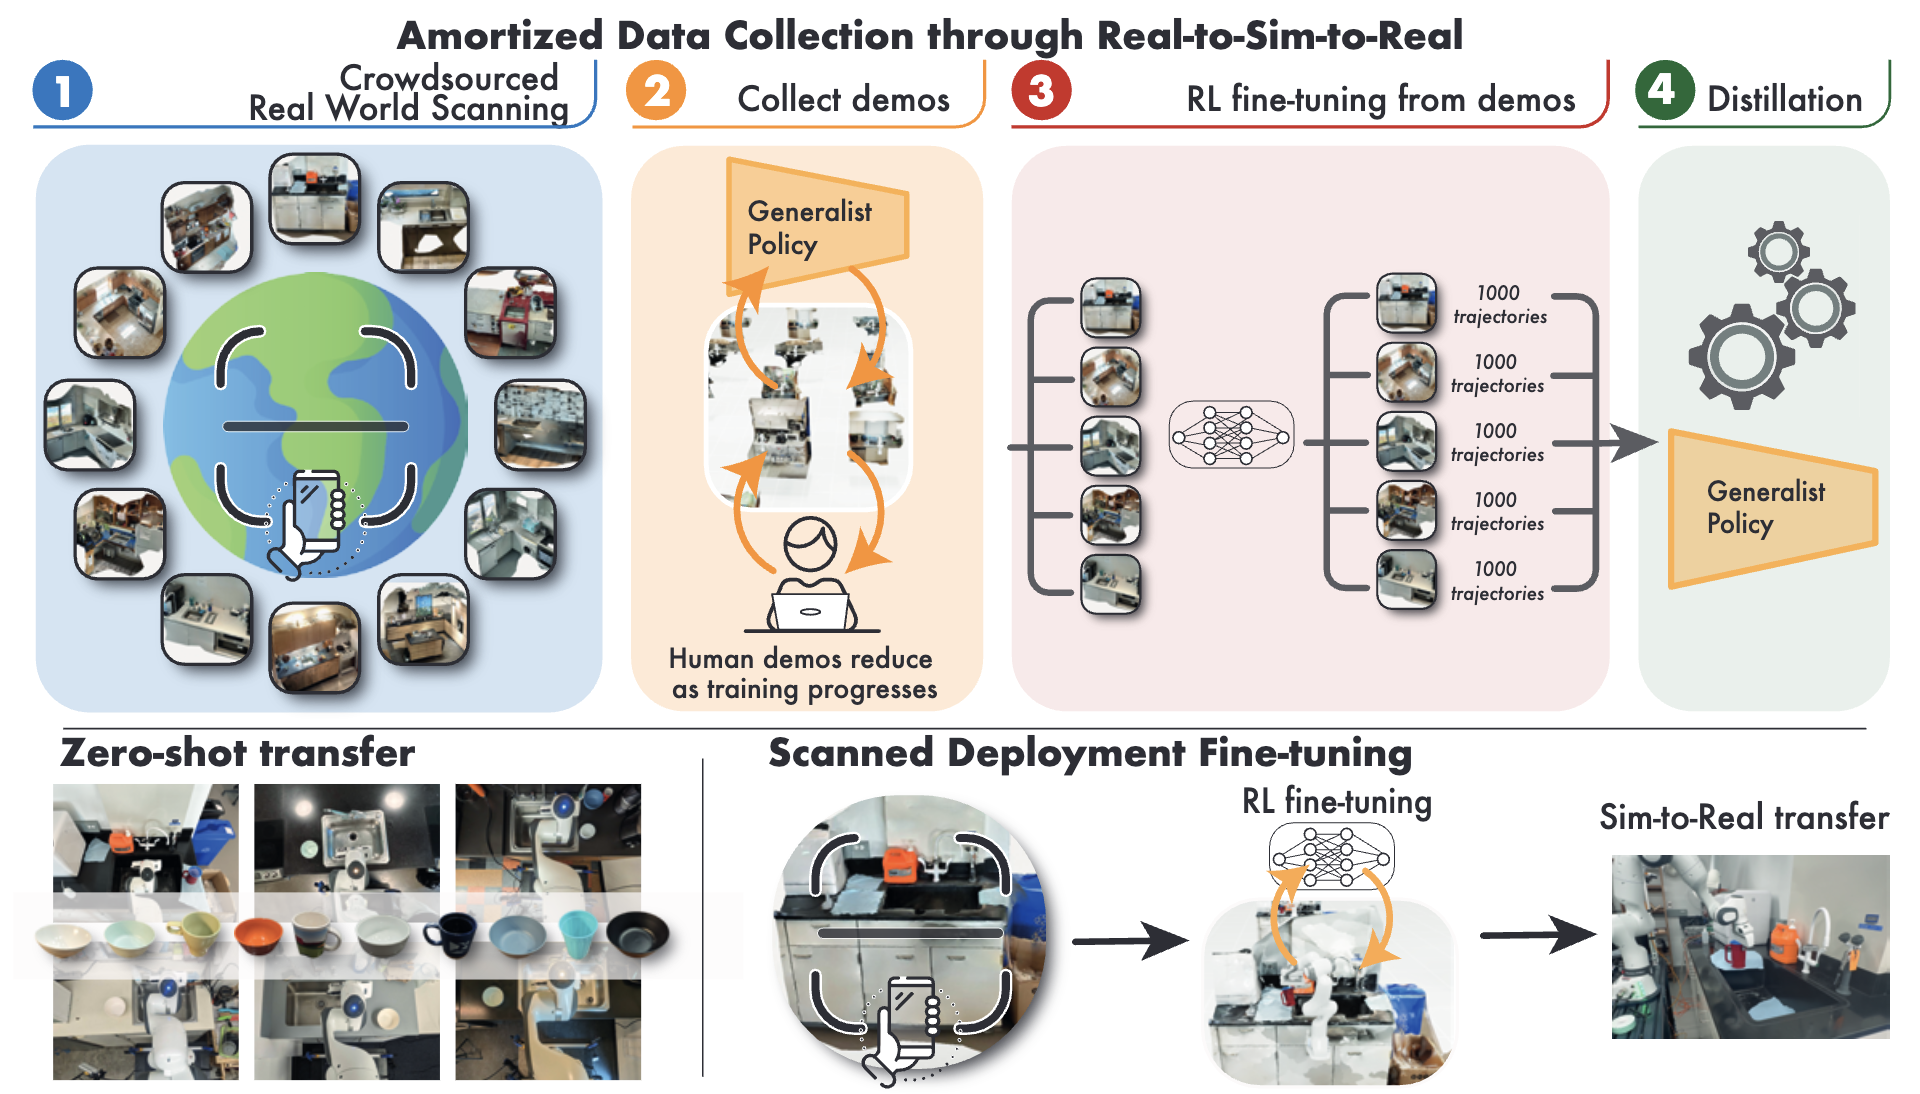 Amortized Data Collection through Real-to-Sim-to-Real
1
Crowdsourced
Real World Scanning
2
Collect demos
3
RL fine-tuning from demos
4
Distillation
Generalist
Policy
Human demos reduce
as training progresses
1000
trajectories
1000
trajectories
1000
trajectories
1000
trajectories
1000
trajectories
Generalist
Policy
Zero-shot transfer
Scanned Deployment Fine-tuning
RL fine-tuning
Sim-to-Real transfer